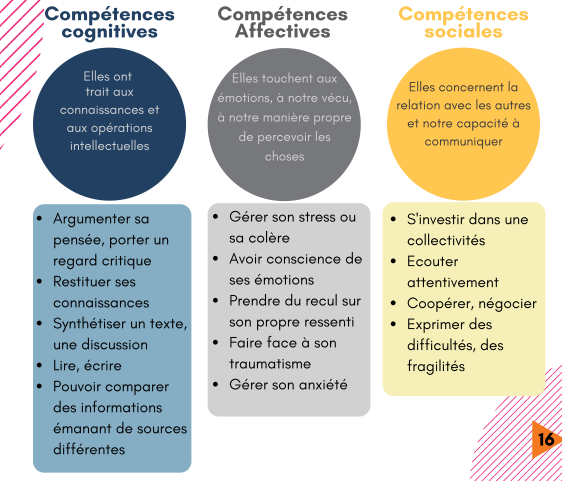 Compétences
cognitives
Elles ont
trait aux
connaissances et
aux opérations
intellectuelles
• Argumenter sa
pensée, porter un
regard critique
• Restituer ses
connaissances
• Synthétiser un texte,
une discussion
• Lire, écrire
• Pouvoir comparer
des informations
émanant de sources
différentes
Compétences
Affectives
Elles touchent aux
émotions, à notre vécu,
à notre manière propre
de percevoir les
choses
• Gérer son stress ou
sa colère
• Avoir conscience de
ses émotions
• Prendre du recul sur
son propre ressenti
• Faire face à son
traumatisme
• Gérer son anxiété
Compétences
sociales
Elles concernent la
relation avec les autres
et notre capacité à
communiquer
• S'investir dans une
collectivités
• Ecouter
attentivement
• Coopérer, négocier
• Exprimer des
difficultés, des
fragilités
16